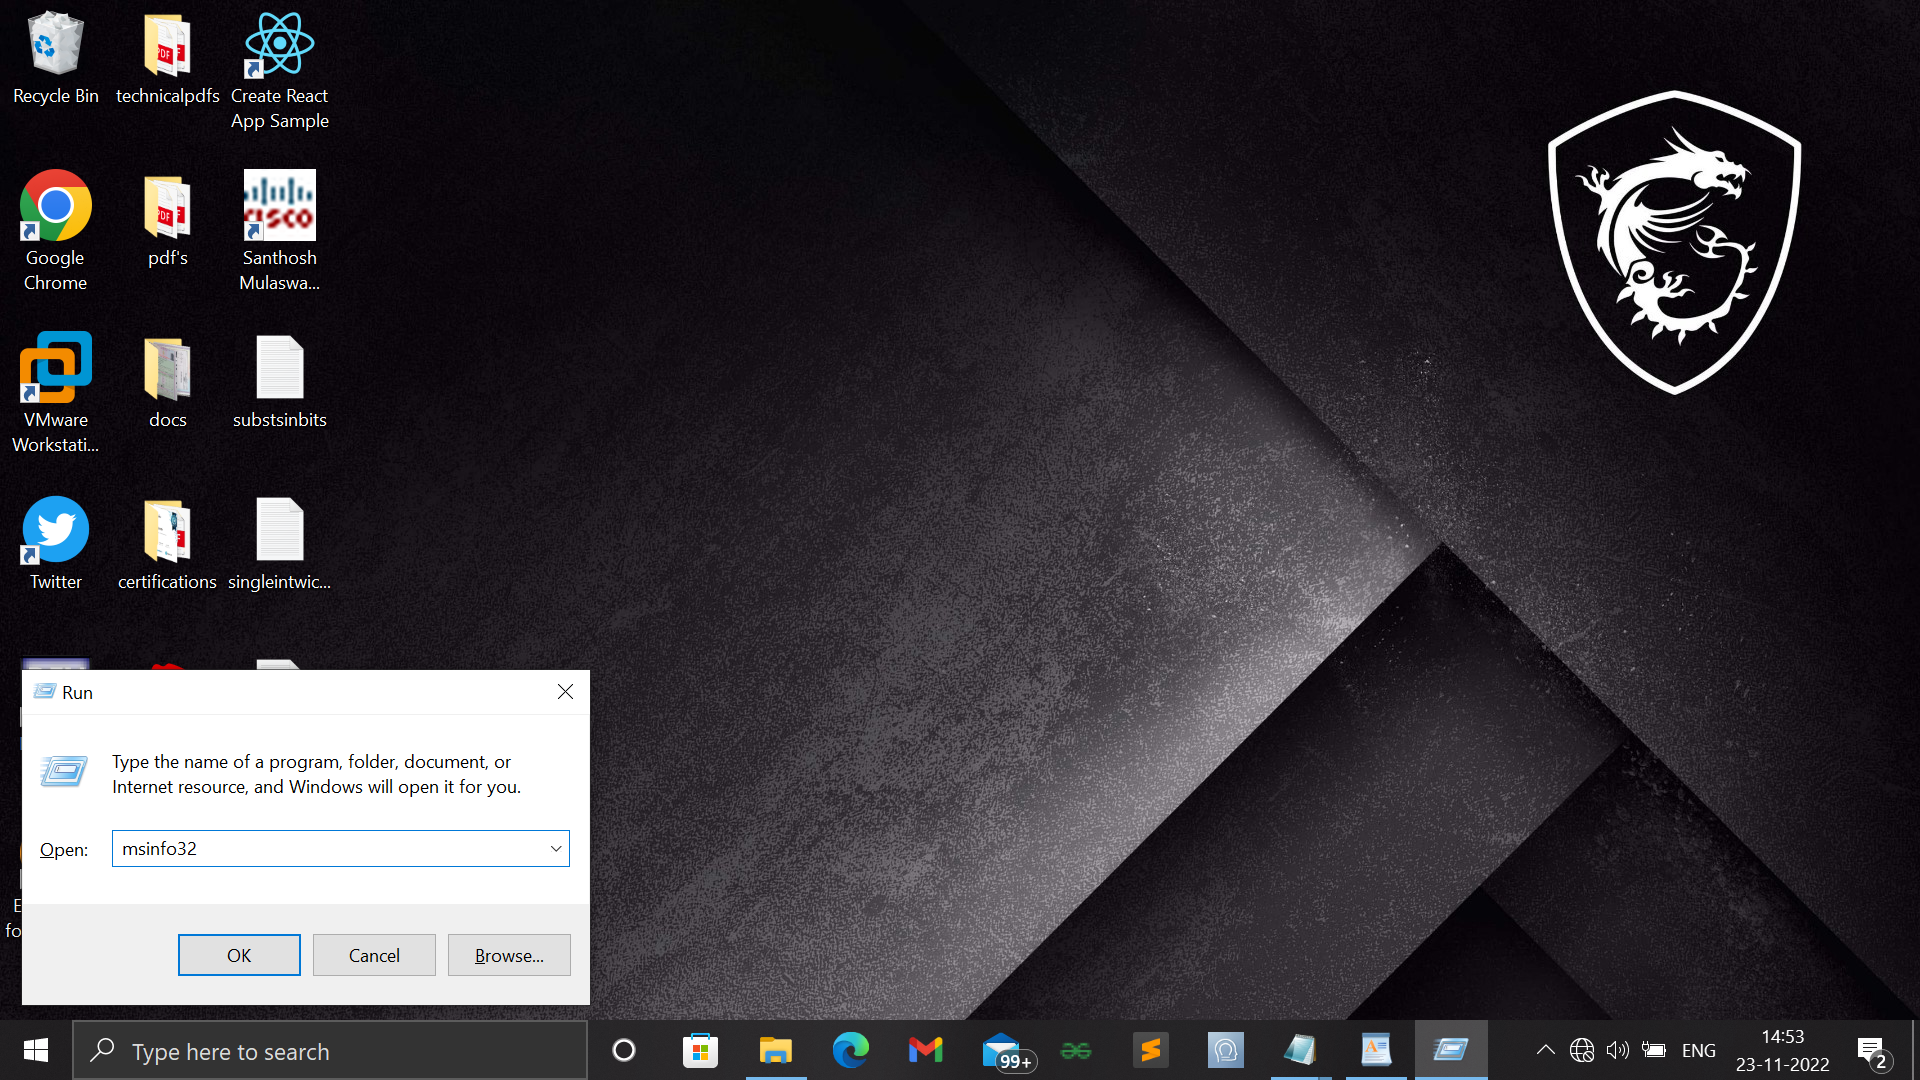 Recycle Bin
technicalpdfs
Create React
App Sample
Google
Chrome
pdf's
CISCO
Santhosh
Mulaswa...
VMware
Workstati...
docs
substsinbits
Twitter
certifications
singleintwic...
Run
Type the name of a program, folder, document, or
Internet resource, and Windows will open it for you.
Open:
msinfo32
OK
Cancel
Browse...
E
fo
Type here to search
99+
ENG
14:53
23-11-2022
2